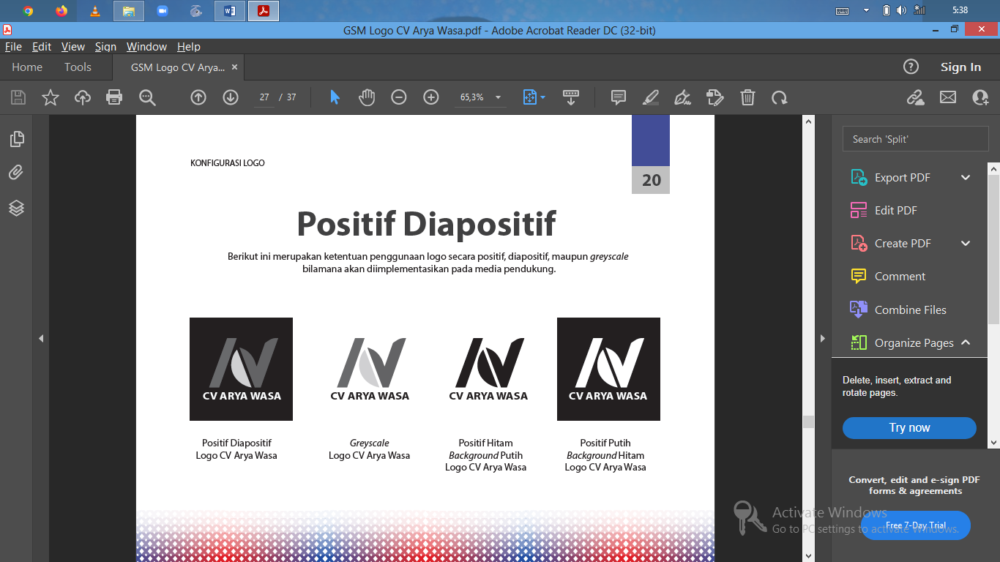 5:38
GSM Logo CV Arya Wasa.pdf - Adobe Acrobat Reader DC (32-bit)
File Edit View Sign Window Help
Home Tools GSM Logo CV Arya... × Sign In
27 / 37 65,3%
KONFIGURASI LOGO
20
Positif Diapositif
Berikut ini merupakan ketentuan penggunaan logo secara positif, diapositif, maupun greyscale
bilamana akan diimplementasikan pada media pendukung.
CV ARYA WASA CV ARYA WASA CV ARYA WASA CV ARYA WASA
Positif Diapositif
Logo CV Arya Wasa
Greyscale
Logo CV Arya Wasa
Positif Hitam
Background Putih
Logo CV Arya Wasa
Positif Putih
Background Hitam
Logo CV Arya Wasa
Search 'Split'
Export PDF
Edit PDF
Create PDF
Comment
Combine Files
Organize Pages
Delete, insert, extract and
rotate pages.
Try now
Convert, edit and e-sign PDF
forms & agreements
Free 7-Day Trial
Activate Windows
Go to PC settings to activate Windows.